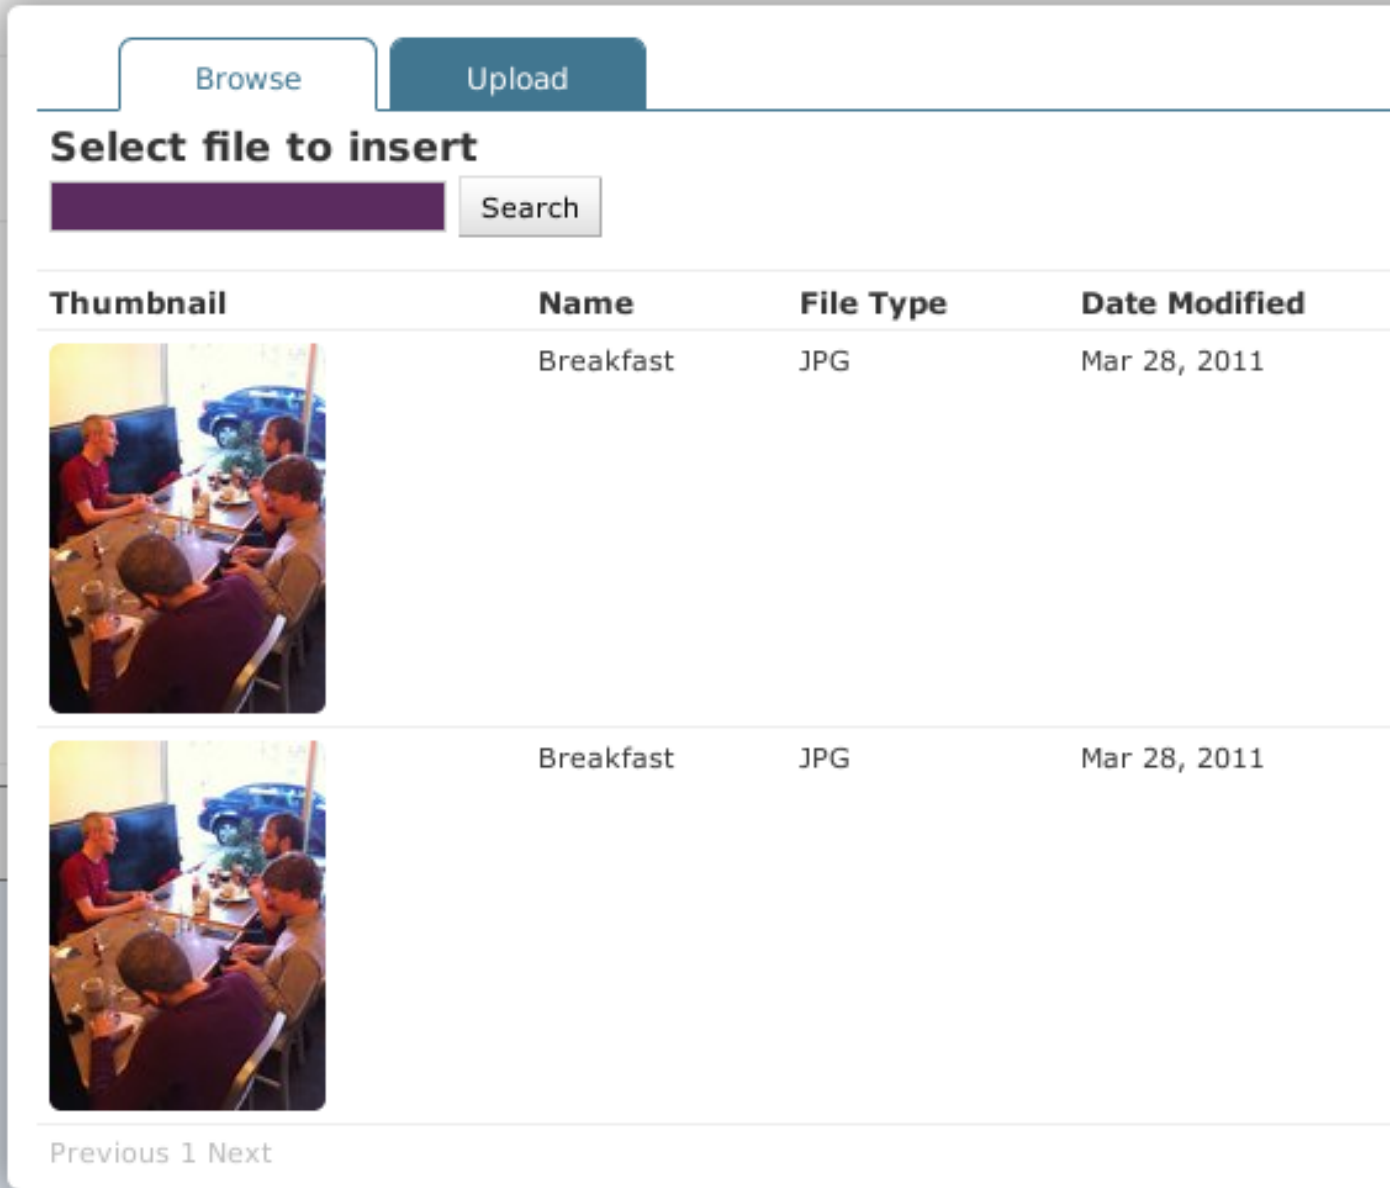 Browse Upload
Select file to insert
Search
Thumbnail Name File Type Date Modified
Breakfast JPG Mar 28, 2011
Breakfast JPG Mar 28, 2011
Previous 1 Next